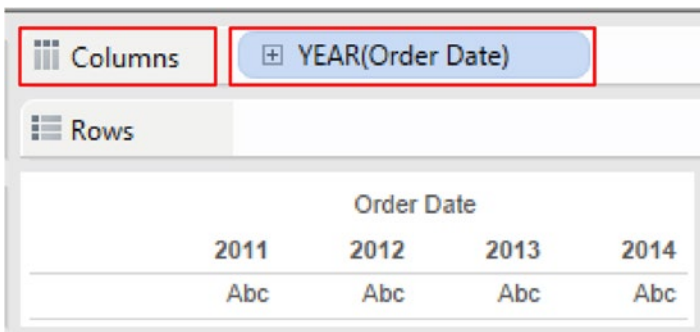 Columns YEAR(Order Date)
Rows
Order Date
2011 2012 2013 2014
Abc Abc Abc Abc